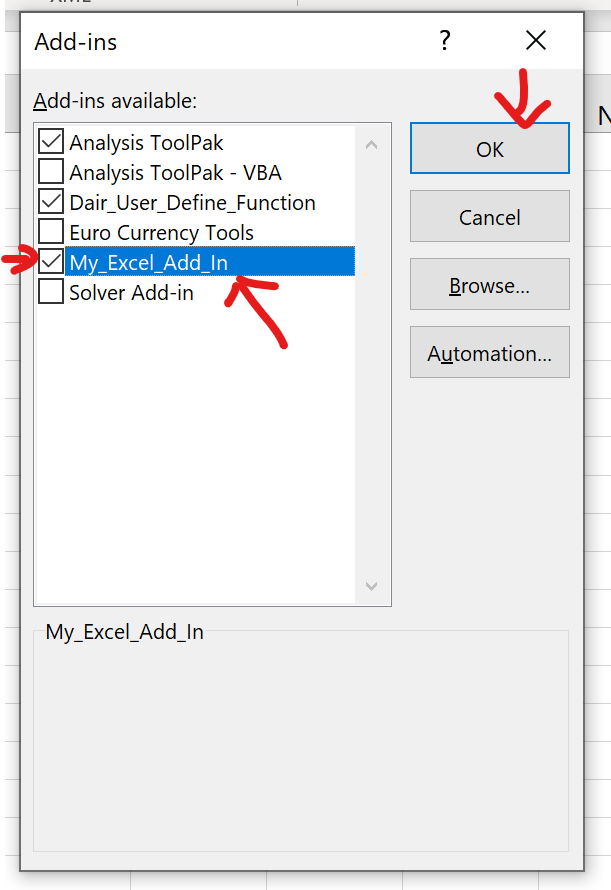 Add-ins
?
Add-ins available:
Analysis ToolPak
Analysis ToolPak - VBA
Dair_User_Define_Function
Euro Currency Tools
My_Excel_Add_In
Solver Add-in
OK
Cancel
Browse...
Automation...
My_Excel_Add_In
N